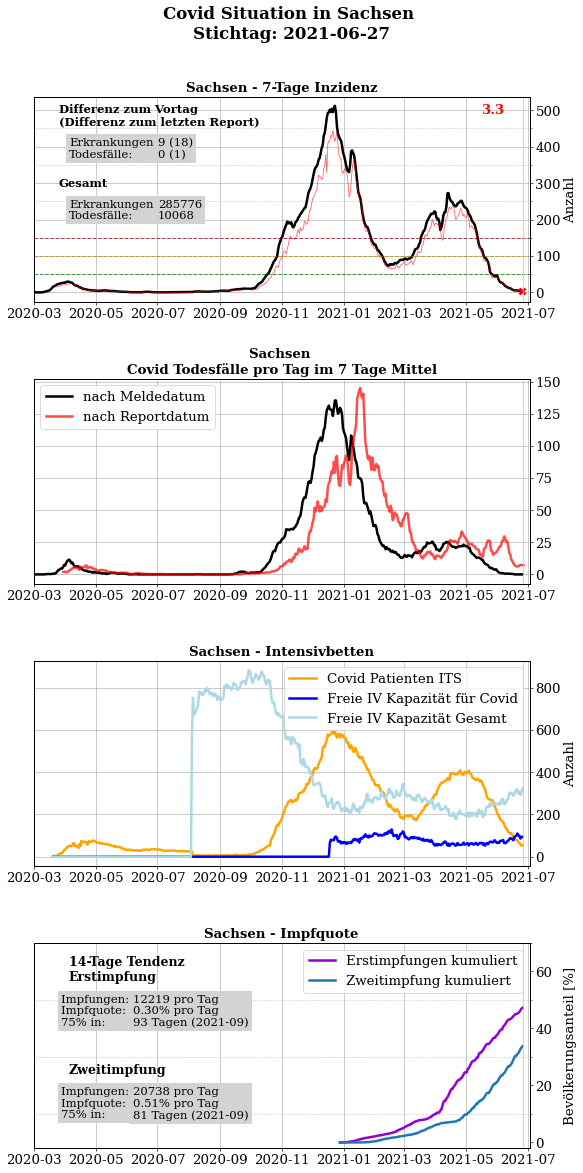 Covid Situation in Sachsen
Stichtag: 2021-06-27
Sachsen - 7-Tage Inzidenz
Differenz zum Vortag
(Differenz zum letzten Report)
3.3
Erkrankungen 9 (18)
Todesfälle: 0 (1)
Gesamt
Erkrankungen 285776
Todesfälle: 10068
500
400
300
200
100
0
Anzahl
2020-03 2020-05 2020-07 2020-09 2020-11 2021-01 2021-03 2021-05 2021-07
Sachsen
Covid Todesfälle pro Tag im 7 Tage Mittel
nach Meldedatum
nach Reportdatum
150
125
100
75
50
25
0
2020-03 2020-05 2020-07 2020-09 2020-11 2021-01 2021-03 2021-05 2021-07
Sachsen - Intensivbetten
Covid Patienten ITS
Freie IV Kapazität für Covid
Freie IV Kapazität Gesamt
800
600
400
200
0
Anzahl
2020-03 2020-05 2020-07 2020-09 2020-11 2021-01 2021-03 2021-05 2021-07
Sachsen - Impfquote
14-Tage Tendenz
Erstimpfung
Impfungen: 12219 pro Tag
Impfquote: 0.30% pro Tag
75% in: 93 Tagen (2021-09)
Zweitimpfung
Impfungen: 20738 pro Tag
Impfquote: 0.51% pro Tag
75% in: 81 Tagen (2021-09)
Erstimpfungen kumuliert
Zweitimpfung kumuliert
60
40
20
0
Bevölkerungsanteil [%]
2020-03 2020-05 2020-07 2020-09 2020-11 2021-01 2021-03 2021-05 2021-07